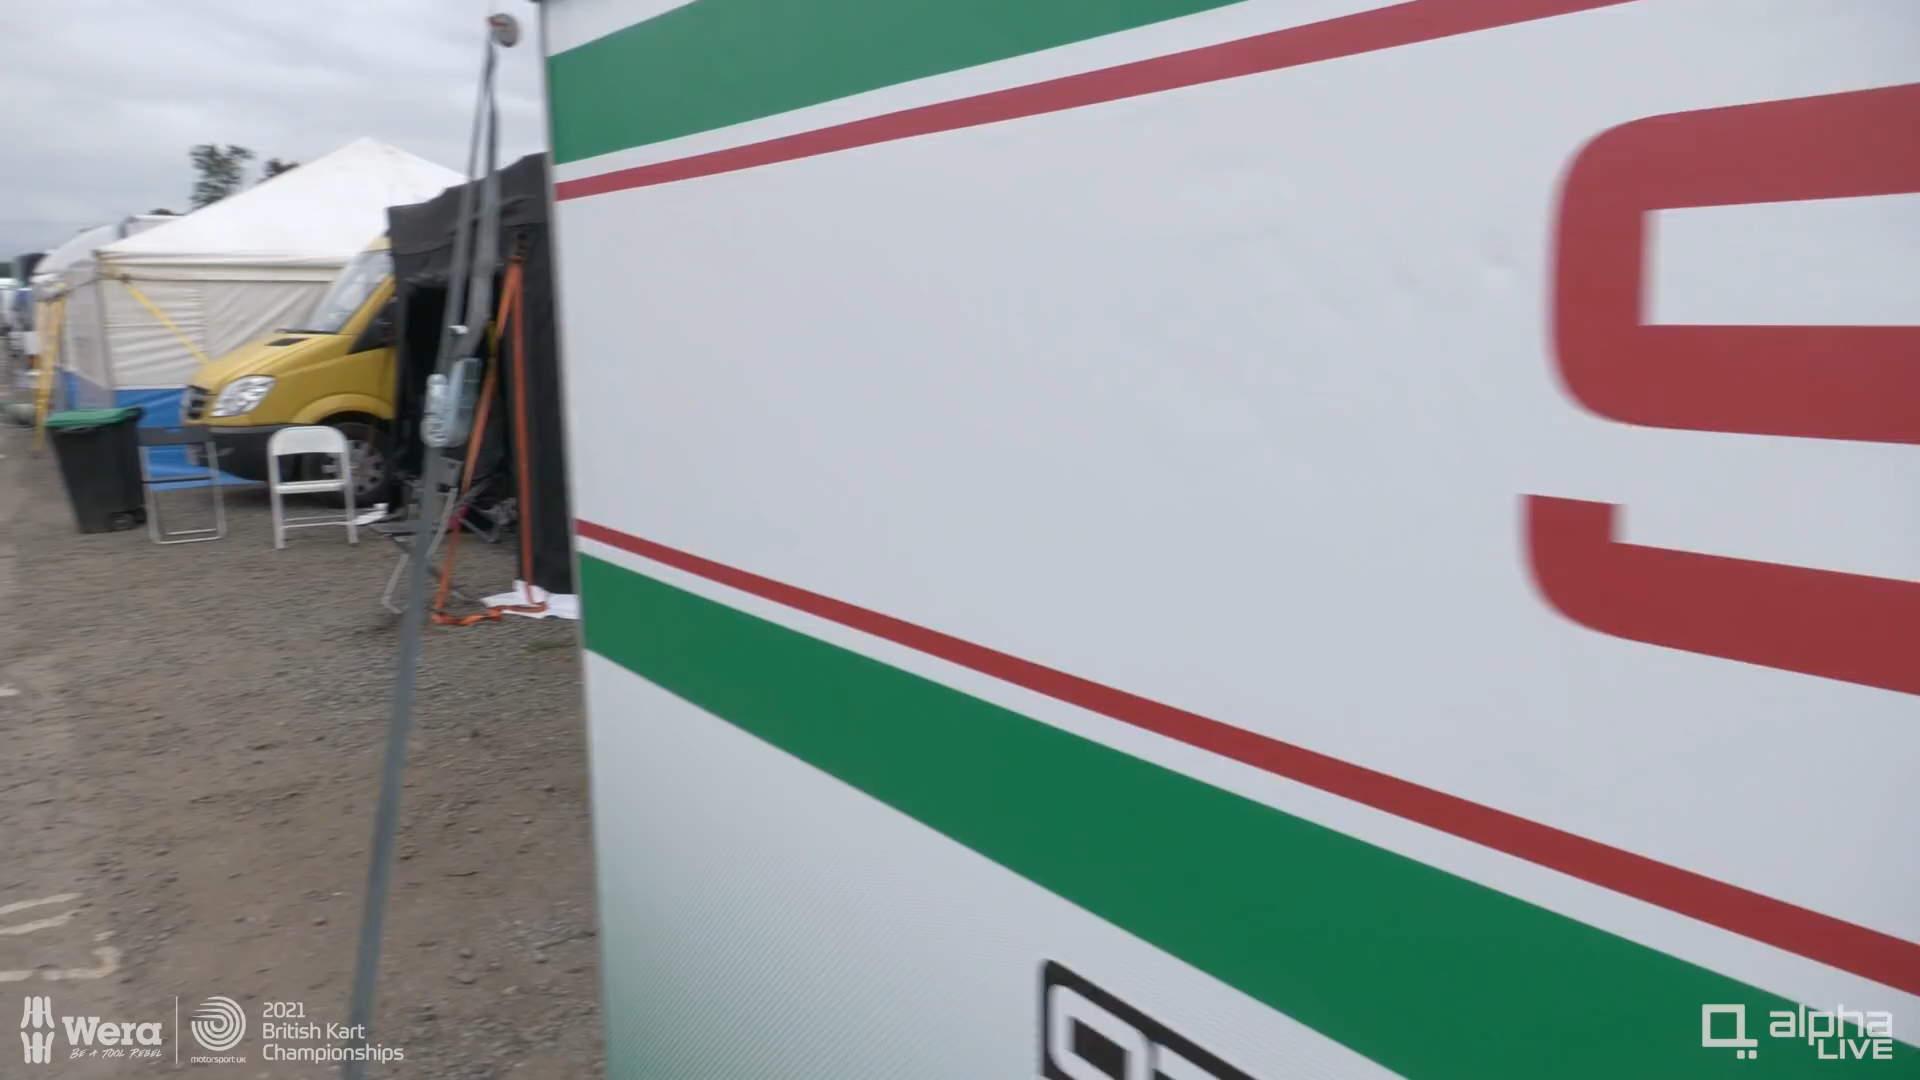 Wera
BE A TOOL REBEL
motorsport UK
2021
British Kart
Championships
alpha
LIVE